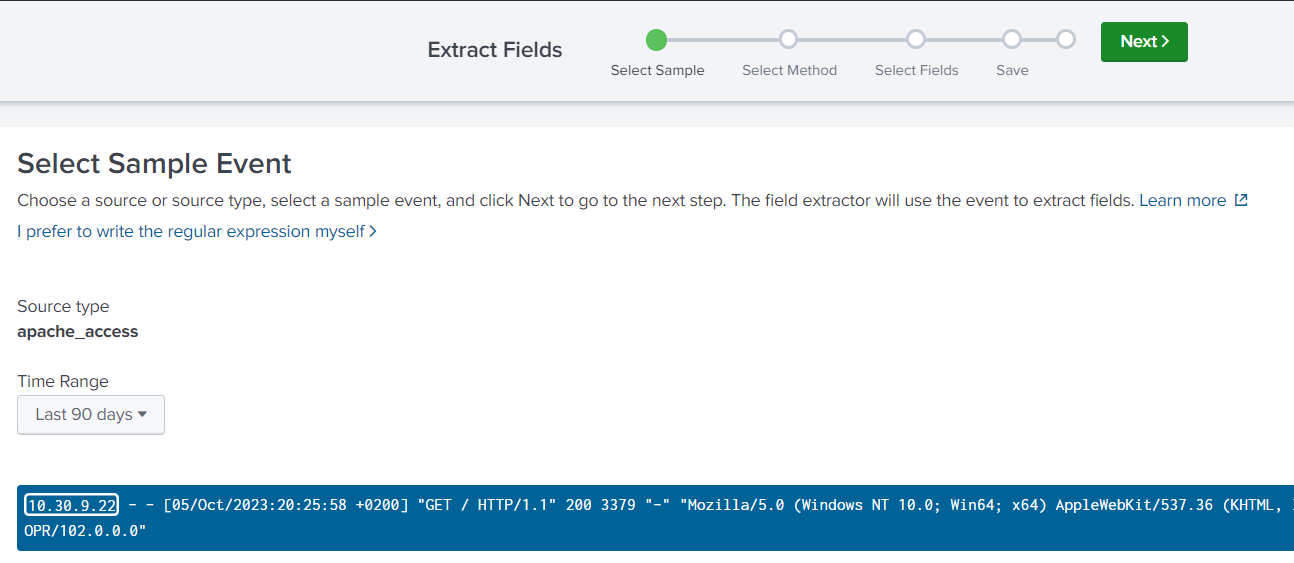 Extract Fields
Select Sample
Select Method
Select Fields
Save
Next
Select Sample Event
Choose a source or source type, select a sample event, and click Next to go to the next step. The field extractor will use the event to extract fields. Learn more
I prefer to write the regular expression myself
Source type
apache_access
Time Range
Last 90 days
10.30.9.22 - - [05/Oct/2023:20:25:58 +0200] "GET / HTTP/1.1" 200 3379 "-" "Mozilla/5.0 (Windows NT 10.0; Win64; x64) AppleWebKit/537.36 (KHTML,
OPR/102.0.0.0"